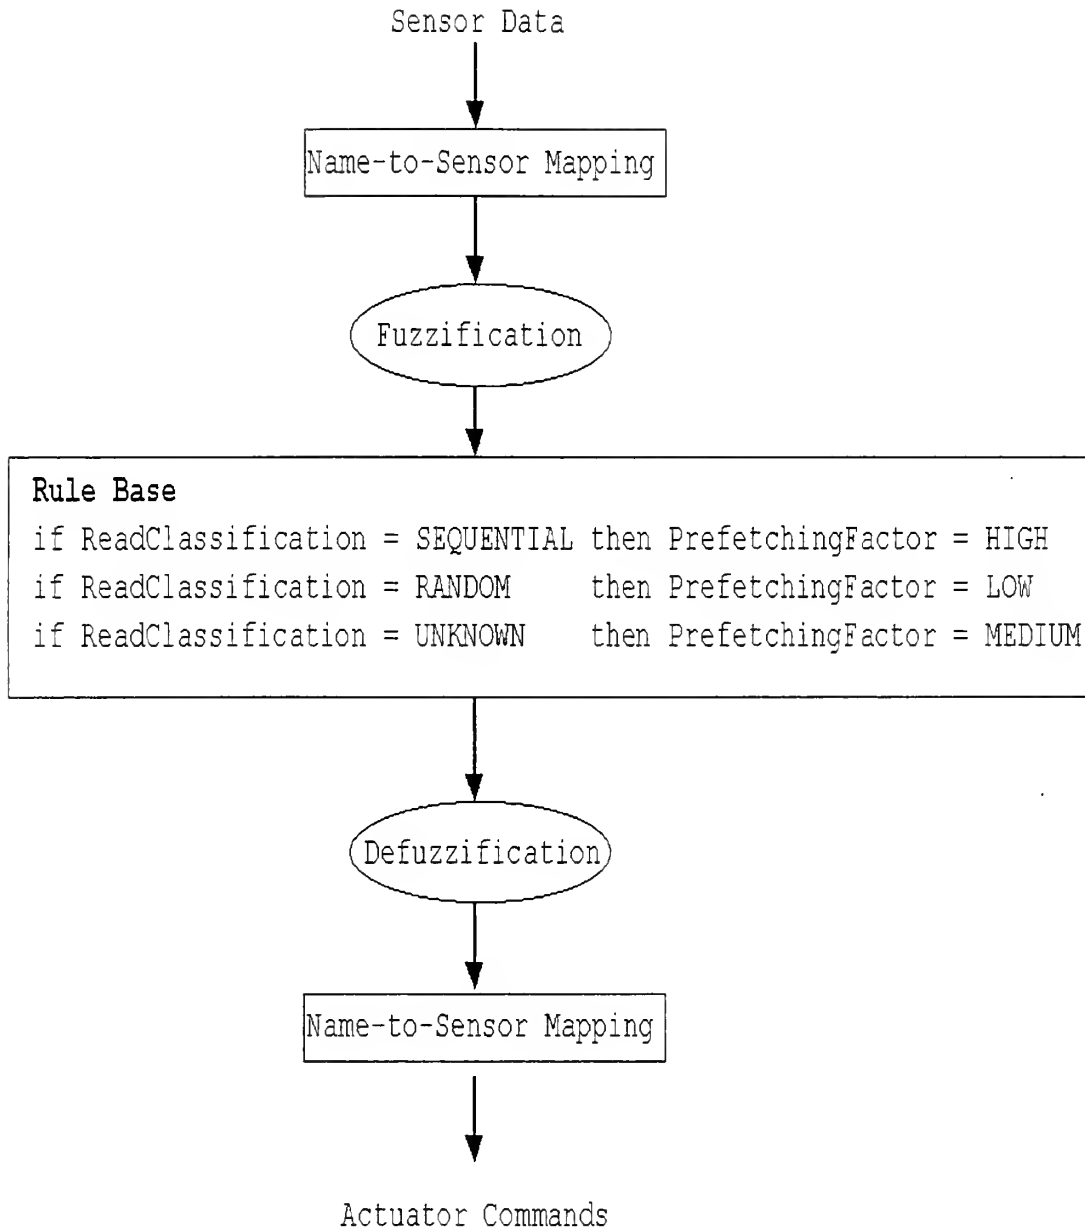 Sensor Data
Name-to-Sensor Mapping
Fuzzification
Rule Base
if ReadClassification = SEQUENTIAL then PrefetchingFactor = HIGH
if ReadClassification = RANDOM then PrefetchingFactor = LOW
if ReadClassification = UNKNOWN then PrefetchingFactor = MEDIUM
Defuzzification
Name-to-Sensor Mapping
Actuator Commands